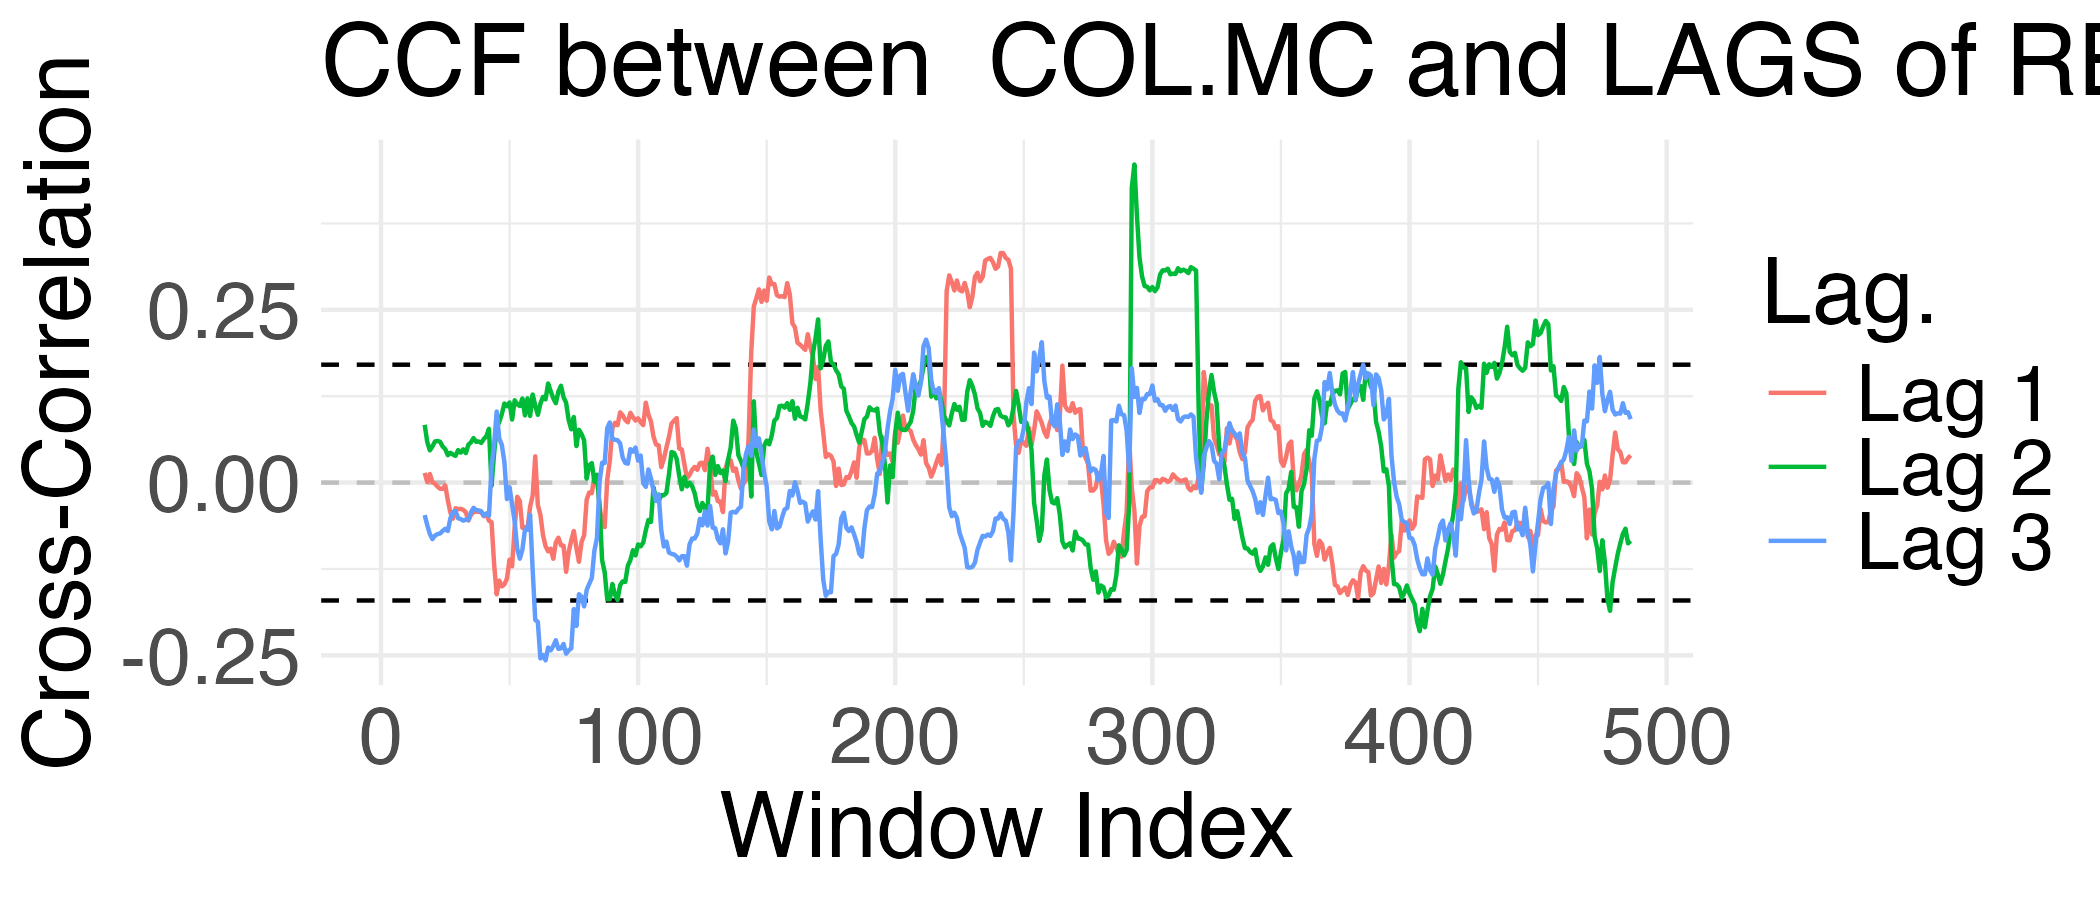 CCF between  COL.MC and LAGS of RE
Cross-Correlation
0.25
0.00
-0.25
0 100 200 300 400 500
Window Index
Lag.
Lag 1
Lag 2
Lag 3